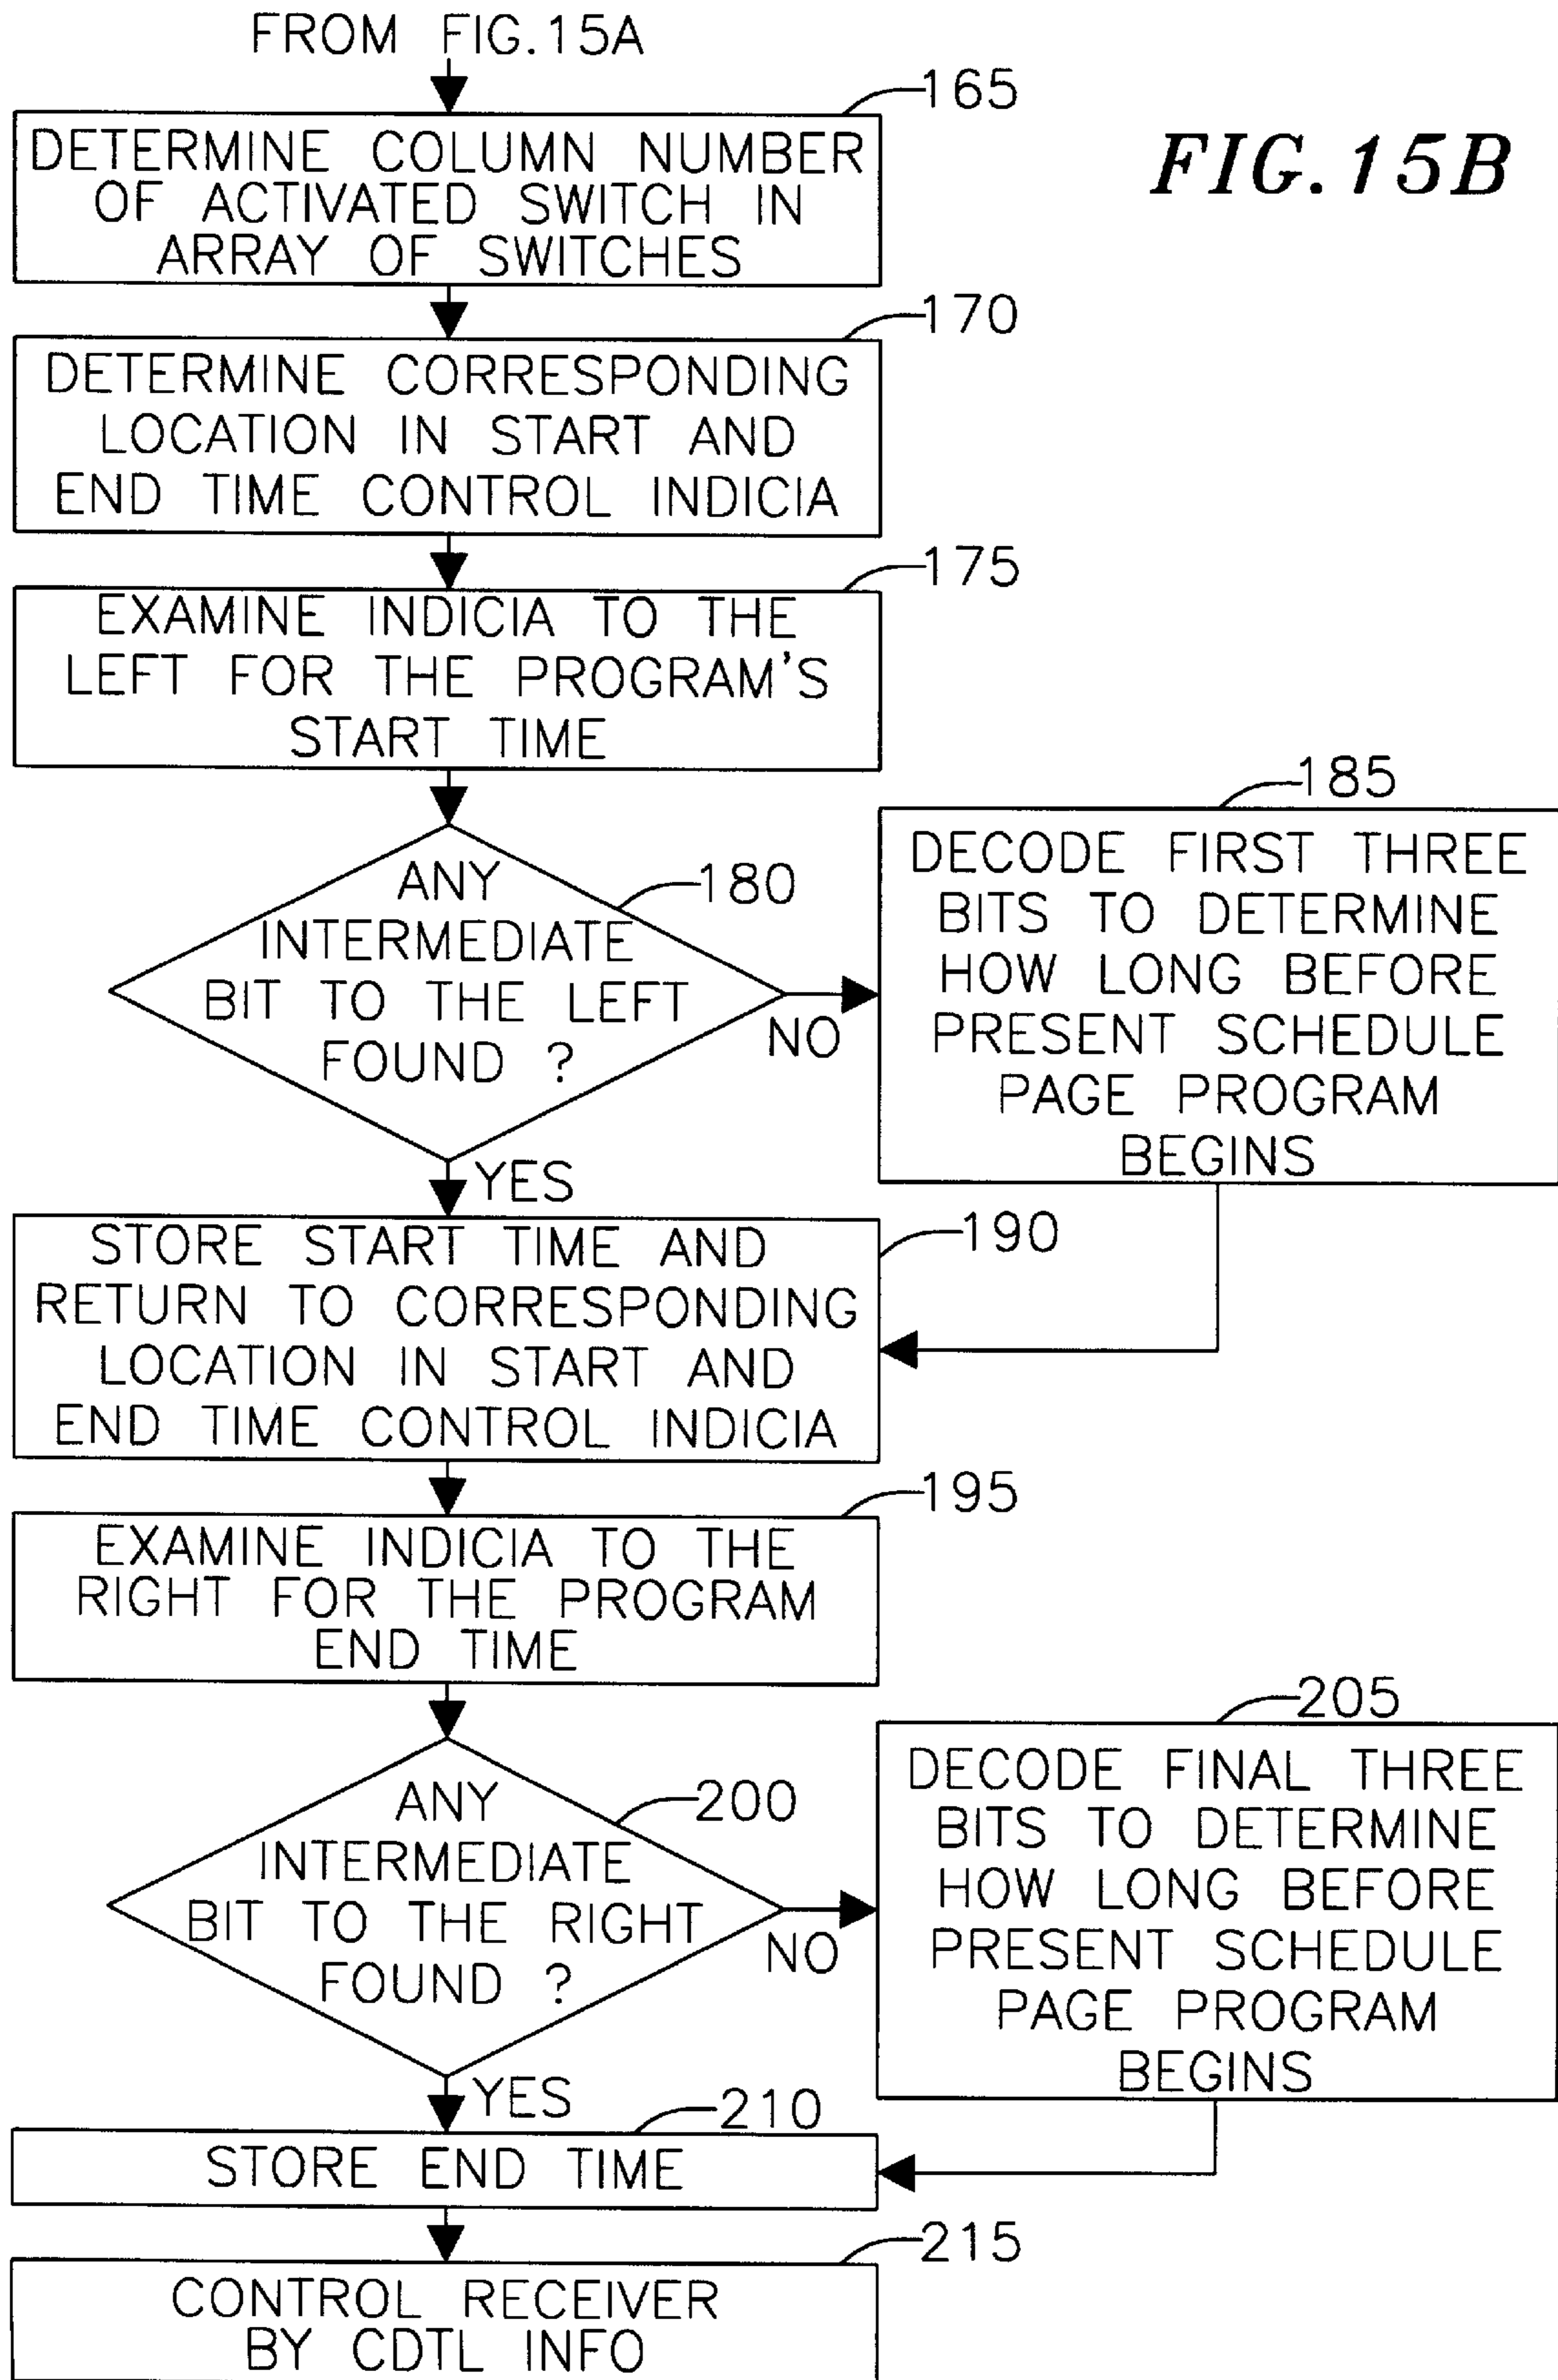 FROM FIG.15A
165
FIG.15B
DETERMINE COLUMN NUMBER
OF ACTIVATED SWITCH IN
ARRAY OF SWITCHES
170
DETERMINE CORRESPONDING
LOCATION IN START AND
END TIME CONTROL INDICIA
175
EXAMINE INDICIA TO THE
LEFT FOR THE PROGRAM'S
START TIME
180
ANY
INTERMEDIATE
BIT TO THE LEFT
FOUND ?
NO
185
DECODE FIRST THREE
BITS TO DETERMINE
HOW LONG BEFORE
PRESENT SCHEDULE
PAGE PROGRAM
BEGINS
YES
190
STORE START TIME AND
RETURN TO CORRESPONDING
LOCATION IN START AND
END TIME CONTROL INDICIA
195
EXAMINE INDICIA TO THE
RIGHT FOR THE PROGRAM
END TIME
200
ANY
INTERMEDIATE
BIT TO THE RIGHT
FOUND ?
NO
205
DECODE FINAL THREE
BITS TO DETERMINE
HOW LONG BEFORE
PRESENT SCHEDULE
PAGE PROGRAM
BEGINS
YES
210
STORE END TIME
215
CONTROL RECEIVER
BY CDTL INFO